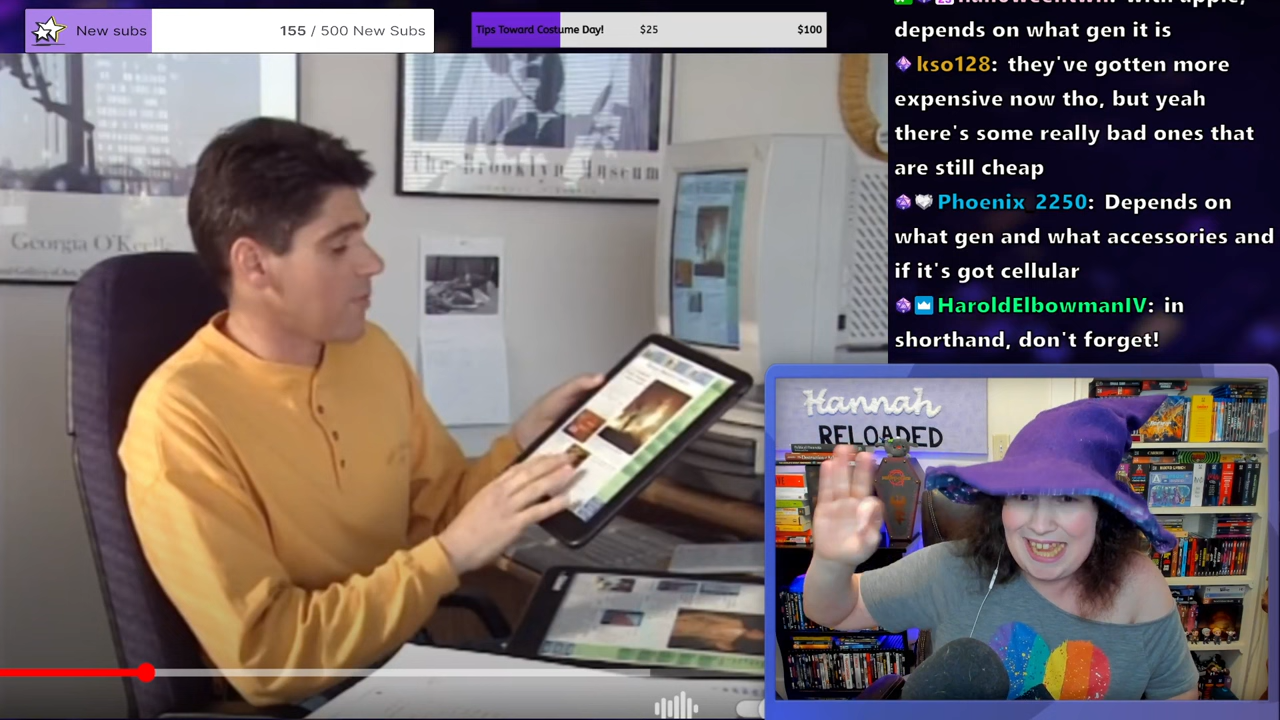 New subs
155 / 500 New Subs
Tips Toward Costume Day!
$25
$100
depends on what gen it is
kso128: they've gotten more
expensive now tho, but yeah
there's some really bad ones that
are still cheap
Phoenix_2250: Depends on
what gen and what accessories and
if it's got cellular
HaroldElbowmanIV: in
shorthand, don't forget!
The Brooklyn Museum
Georgia O'Keeffe
Hannah
RELOADED